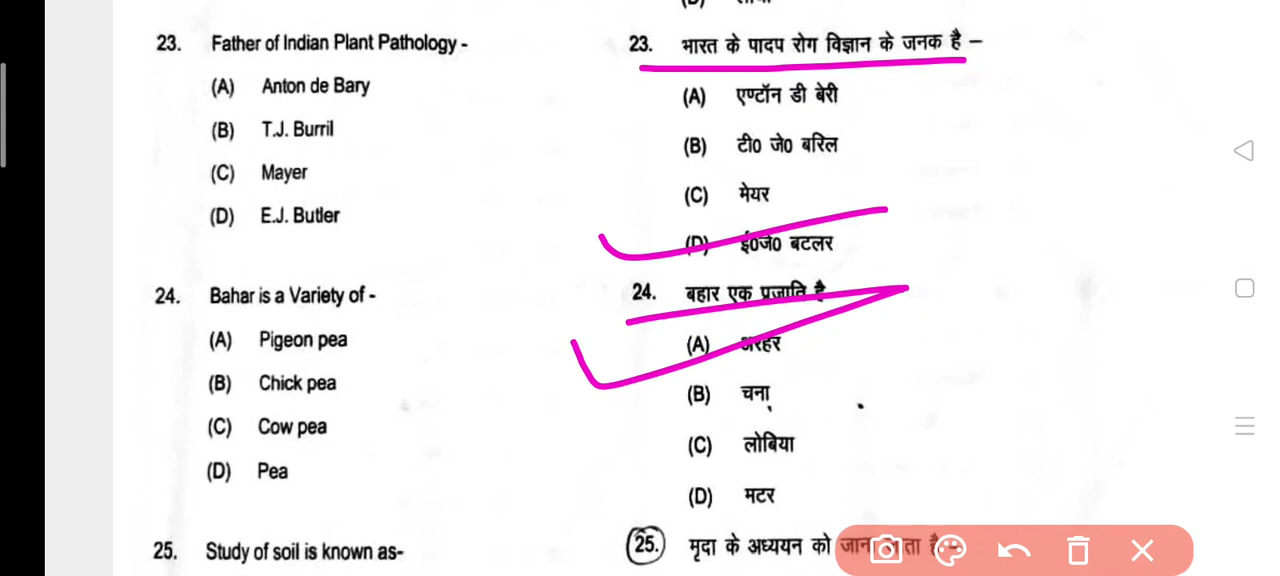 23. Father of Indian Plant Pathology -
(A) Anton de Bary
(B) T.J. Burril
(C) Mayer
(D) E.J. Butler
24. Bahar is a Variety of -
(A) Pigeon pea
(B) Chick pea
(C) Cow pea
(D) Pea
25. Study of soil is known as-
23. भारत के पादप रोग विज्ञान के जनक है –
(A) एण्टॉन डी बेरी
(B) टी0 जे0 बरिल
(C) मेयर
(D) ई0जे0 बटलर
24. बहार एक प्रजाति है
(A) अरहर
(B) चना
(C) लोबिया
(D) मटर
25. मृदा के अध्ययन को जाना जाता है –